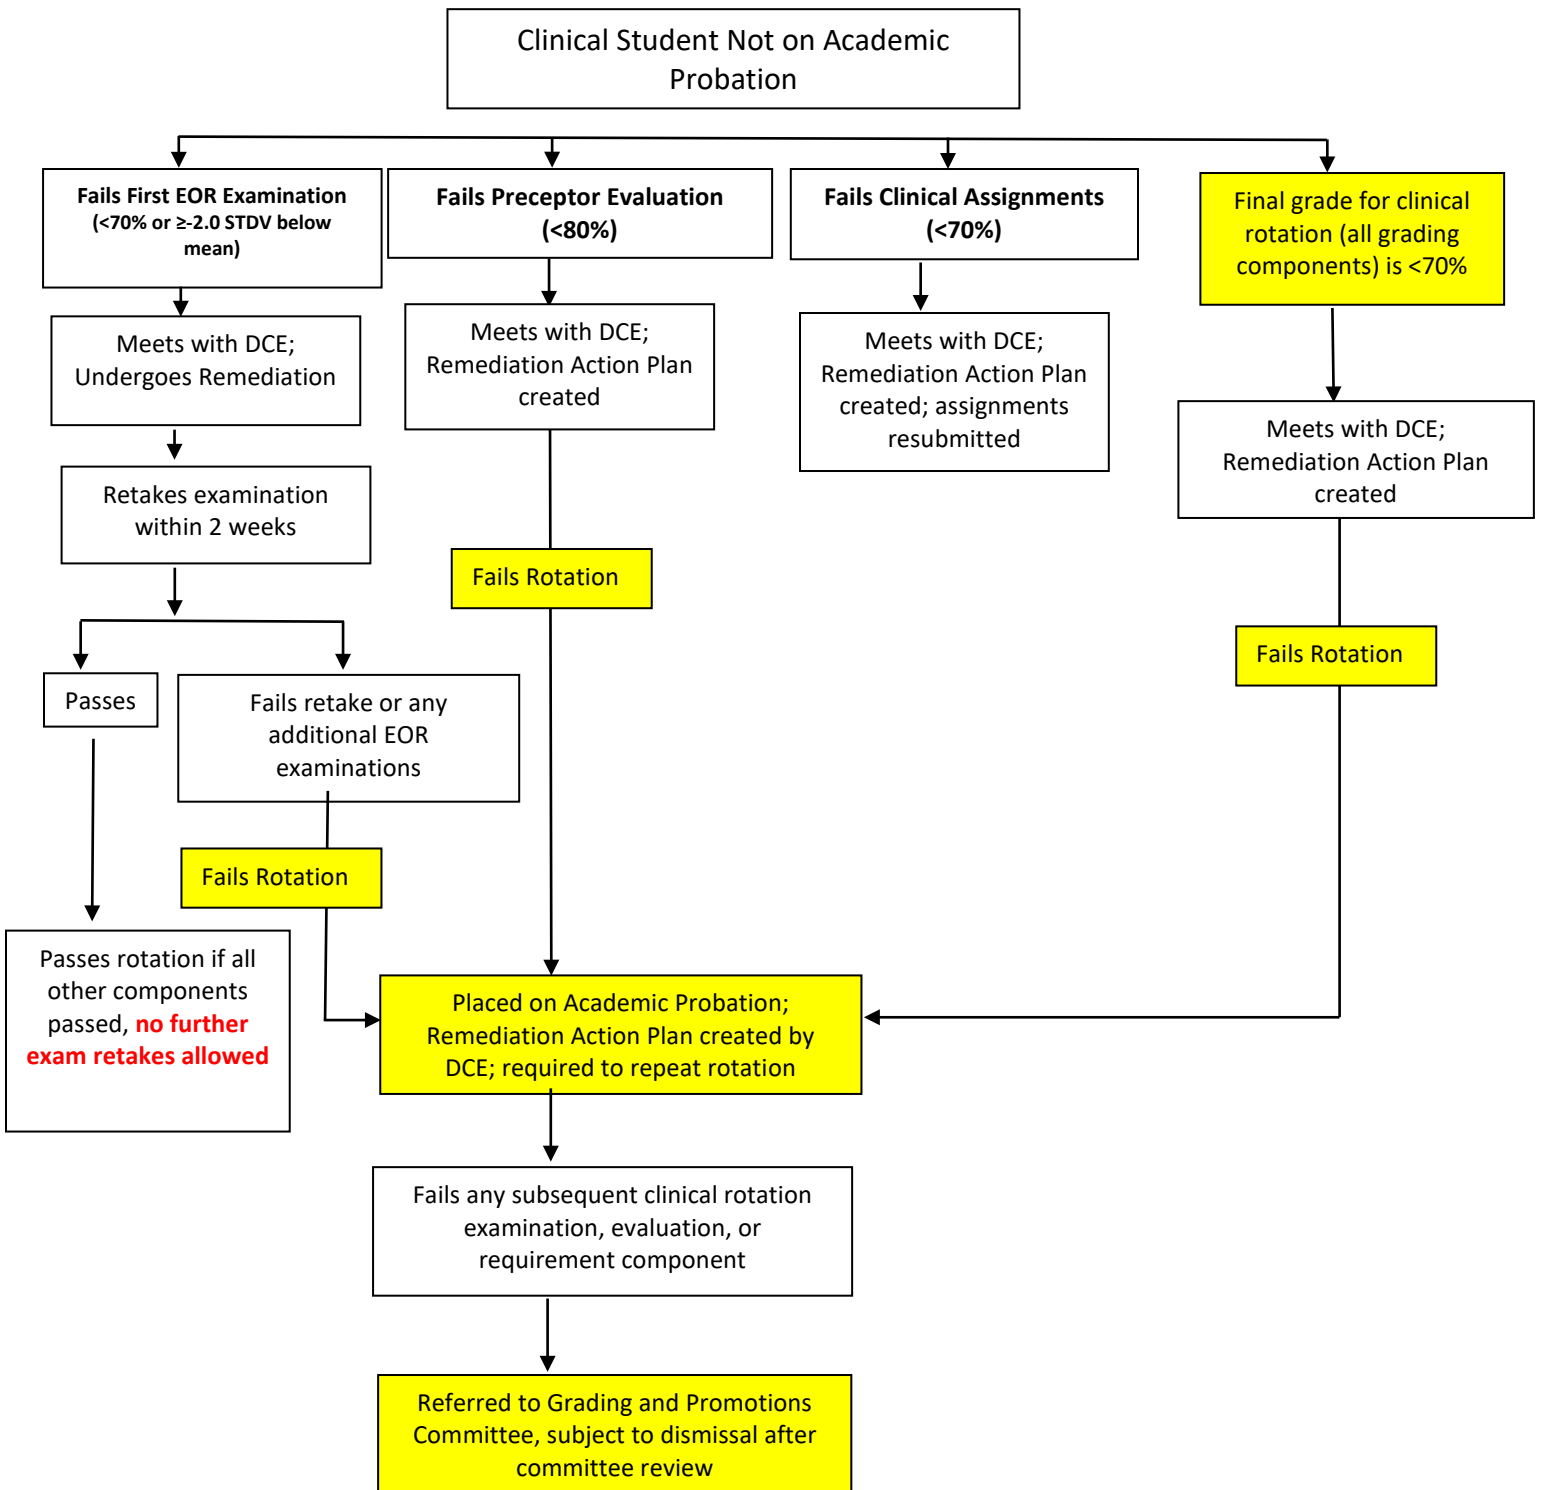 Clinical Student Not on Academic
Probation
Fails First EOR Examination
(<70% or ≥-2.0 STDV below
mean)
Fails Preceptor Evaluation
(<80%)
Fails Clinical Assignments
(<70%)
Final grade for clinical
rotation (all grading
components) is <70%
Meets with DCE;
Undergoes Remediation
Meets with DCE;
Remediation Action Plan
created
Meets with DCE;
Remediation Action Plan
created; assignments
resubmitted
Meets with DCE;
Remediation Action Plan
created
Retakes examination
within 2 weeks
Fails Rotation
Fails Rotation
Passes
Fails retake or any
additional EOR
examinations
Fails Rotation
Passes rotation if all
other components
passed, no further
exam retakes allowed
Placed on Academic Probation;
Remediation Action Plan created by
DCE; required to repeat rotation
Fails any subsequent clinical rotation
examination, evaluation, or
requirement component
Referred to Grading and Promotions
Committee, subject to dismissal after
committee review